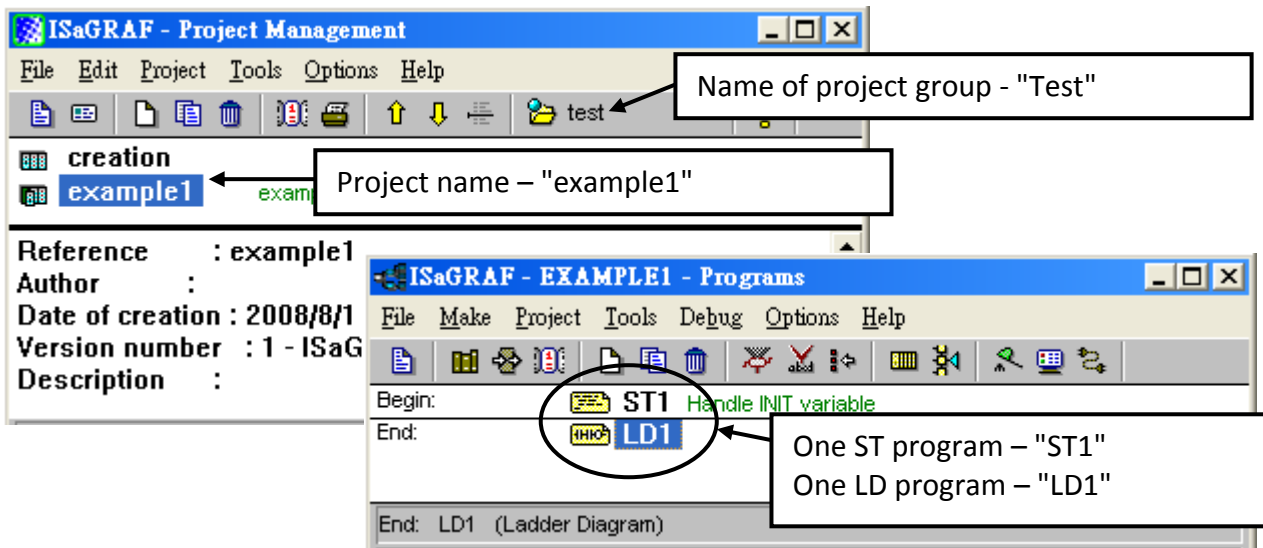 ISaGRAF - Project Management
File Edit Project Tools Options Help
test
Name of project group - "Test"
creation
example1
Project name – "example1"
Reference : example1
Author :
Date of creation : 2008/8/1
Version number : 1 - ISaG
Description :
ISaGRAF - EXAMPLE1 - Programs
File Make Project Tools Debug Options Help
Begin: ST1 Handle INIT variable
End: LD1
One ST program – "ST1"
One LD program – "LD1"
End: LD1 (Ladder Diagram)